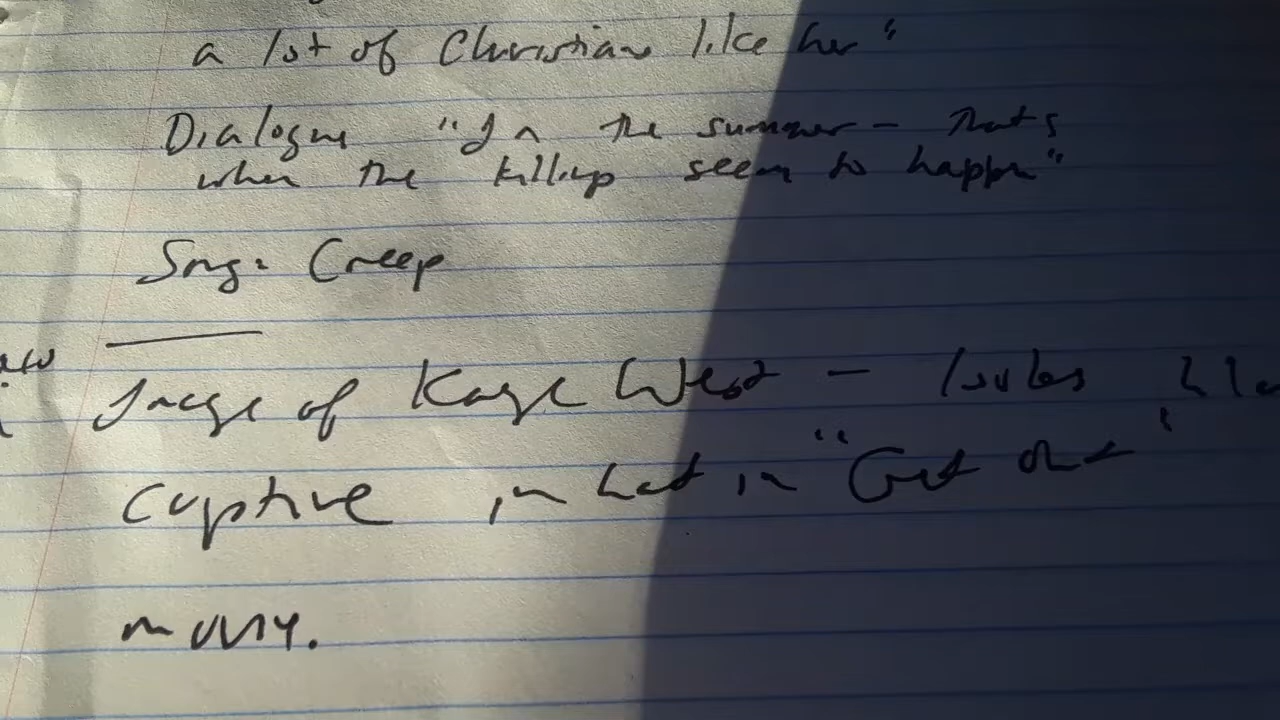 a lot of Christians like her"
Dialogue "In the summer - that's
when the killings seem to happen"
Song: Creep
Image of Kanye West - looks like
captive in hat in "Get Out"
movie.